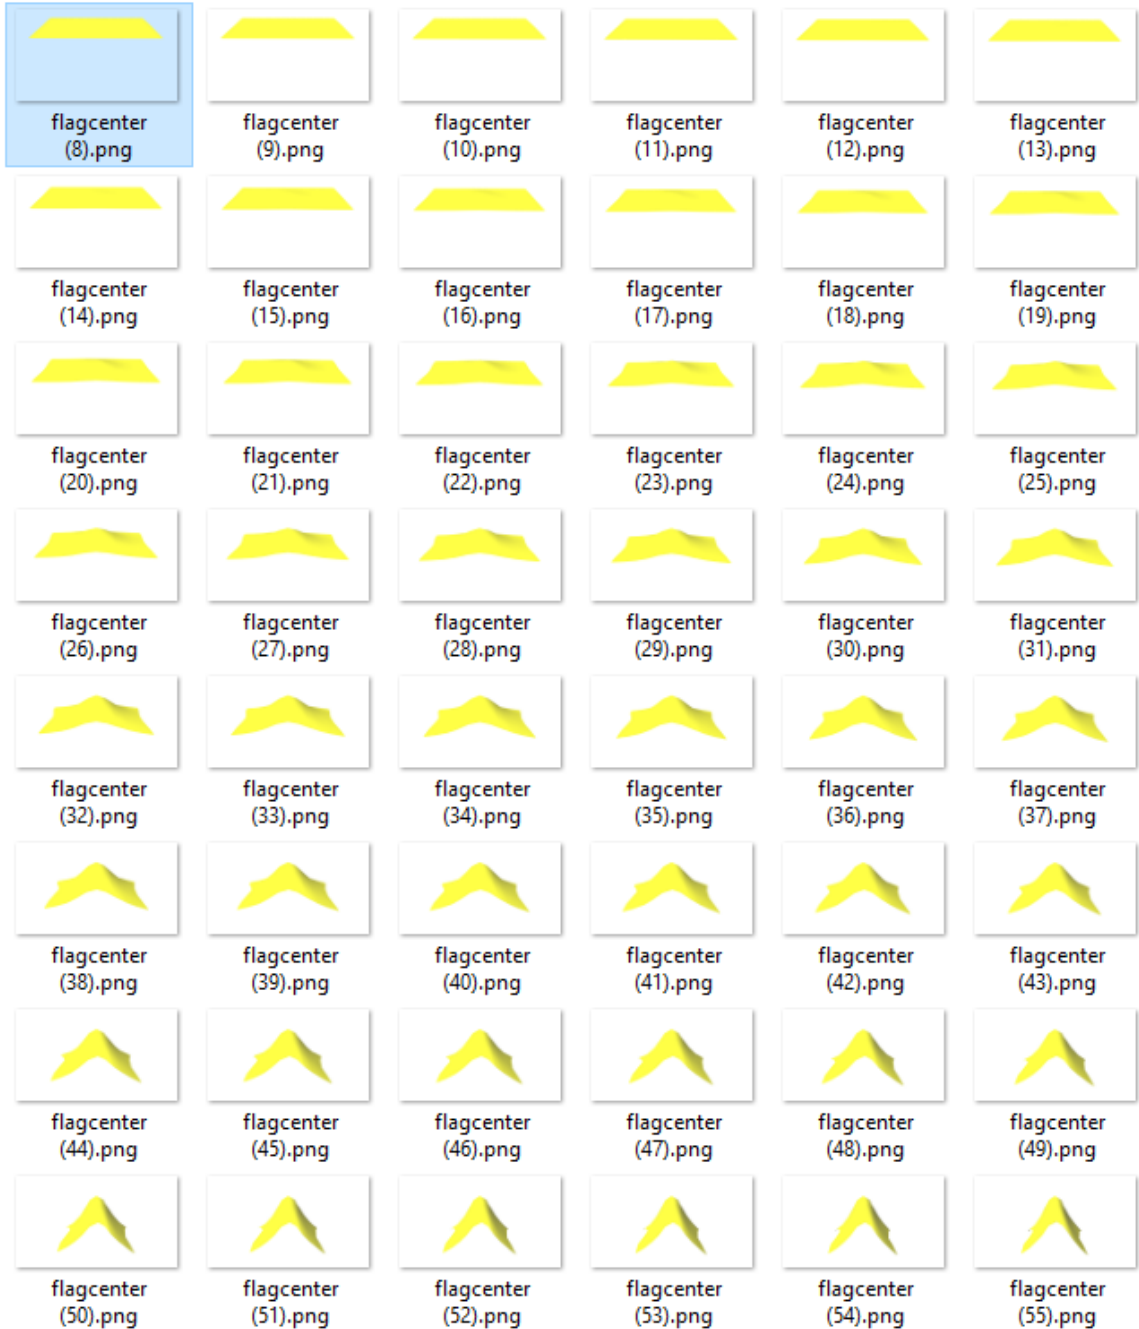 flagcenter flagcenter flagcenter flagcenter flagcenter flagcenter
(8).png (9).png (10).png (11).png (12).png (13).png
flagcenter flagcenter flagcenter flagcenter flagcenter flagcenter
(14).png (15).png (16).png (17).png (18).png (19).png
flagcenter flagcenter flagcenter flagcenter flagcenter flagcenter
(20).png (21).png (22).png (23).png (24).png (25).png
flagcenter flagcenter flagcenter flagcenter flagcenter flagcenter
(26).png (27).png (28).png (29).png (30).png (31).png
flagcenter flagcenter flagcenter flagcenter flagcenter flagcenter
(32).png (33).png (34).png (35).png (36).png (37).png
flagcenter flagcenter flagcenter flagcenter flagcenter flagcenter
(38).png (39).png (40).png (41).png (42).png (43).png
flagcenter flagcenter flagcenter flagcenter flagcenter flagcenter
(44).png (45).png (46).png (47).png (48).png (49).png
flagcenter flagcenter flagcenter flagcenter flagcenter flagcenter
(50).png (51).png (52).png (53).png (54).png (55).png